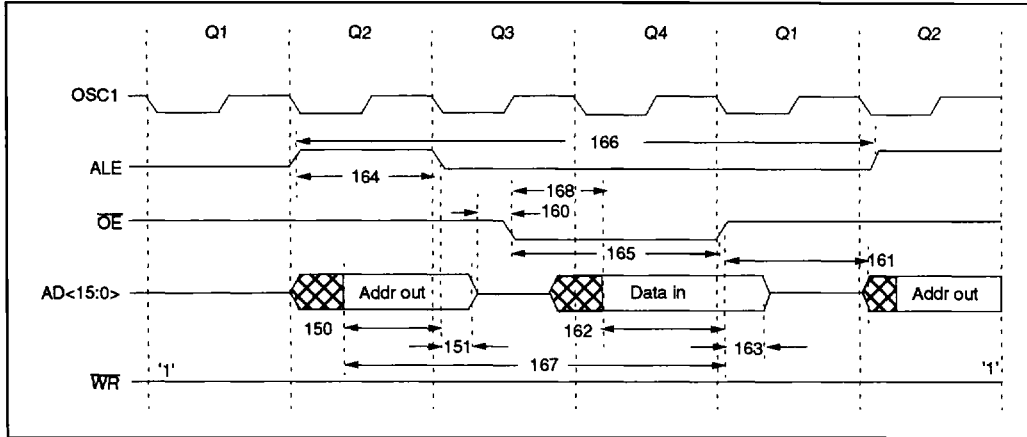 Q1 Q2 Q3 Q4 Q1 Q2
OSC1
166
ALE
164
168
160
OE
165
161
AD<15:0> Addr out Data in Addr out
150 162
151 163
167
'1' '1'
WR